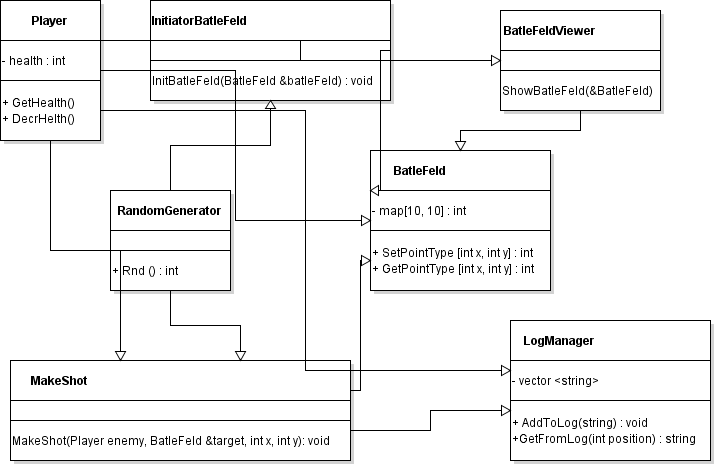 Player
- health : int
+ GetHealth()
+ DecrHelth()
InitiatorBatleFeld
InitBatleFeld(BatleFeld &batleFeld) : void
BatleFeldViewer
ShowBatleFeld(&BatleFeld)
RandomGenerator
+ Rnd () : int
BatleFeld
- map[10, 10] : int
+ SetPointType [int x, int y] : int
+ GetPointType [int x, int y] : int
MakeShot
MakeShot(Player enemy, BatleFeld &target, int x, int y): void
LogManager
- vector <string>
+ AddToLog(string) : void
+GetFromLog(int position) : string